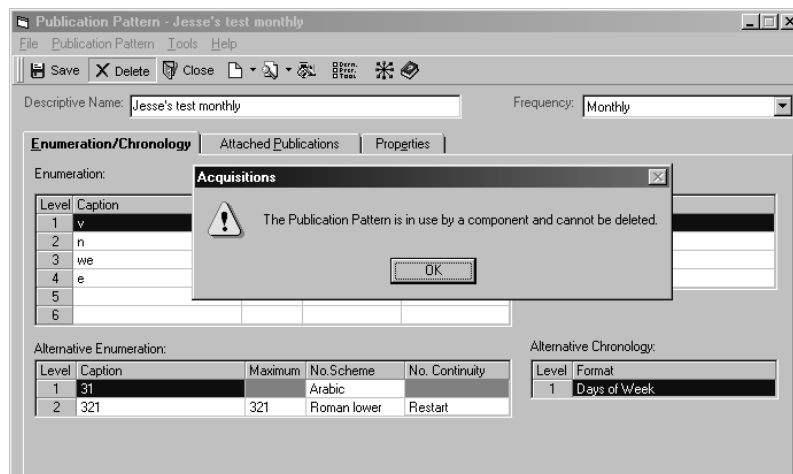 Publication Pattern - Jesse's test monthly
File Publication Pattern Tools Help
Save Delete Close
Descriptive Name: Jesse's test monthly Frequency: Monthly
Enumeration/Chronology Attached Publications Properties
Enumeration:
Acquisitions
The Publication Pattern is in use by a component and cannot be deleted.
OK
Level Caption
1 v
2 n
3 we
4 e
5
6
Alternative Enumeration: Alternative Chronology:
Level Caption Maximum No.Scheme No. Continuity Level Format
1 31 Arabic 1 Days of Week
2 321 321 Roman lower Restart